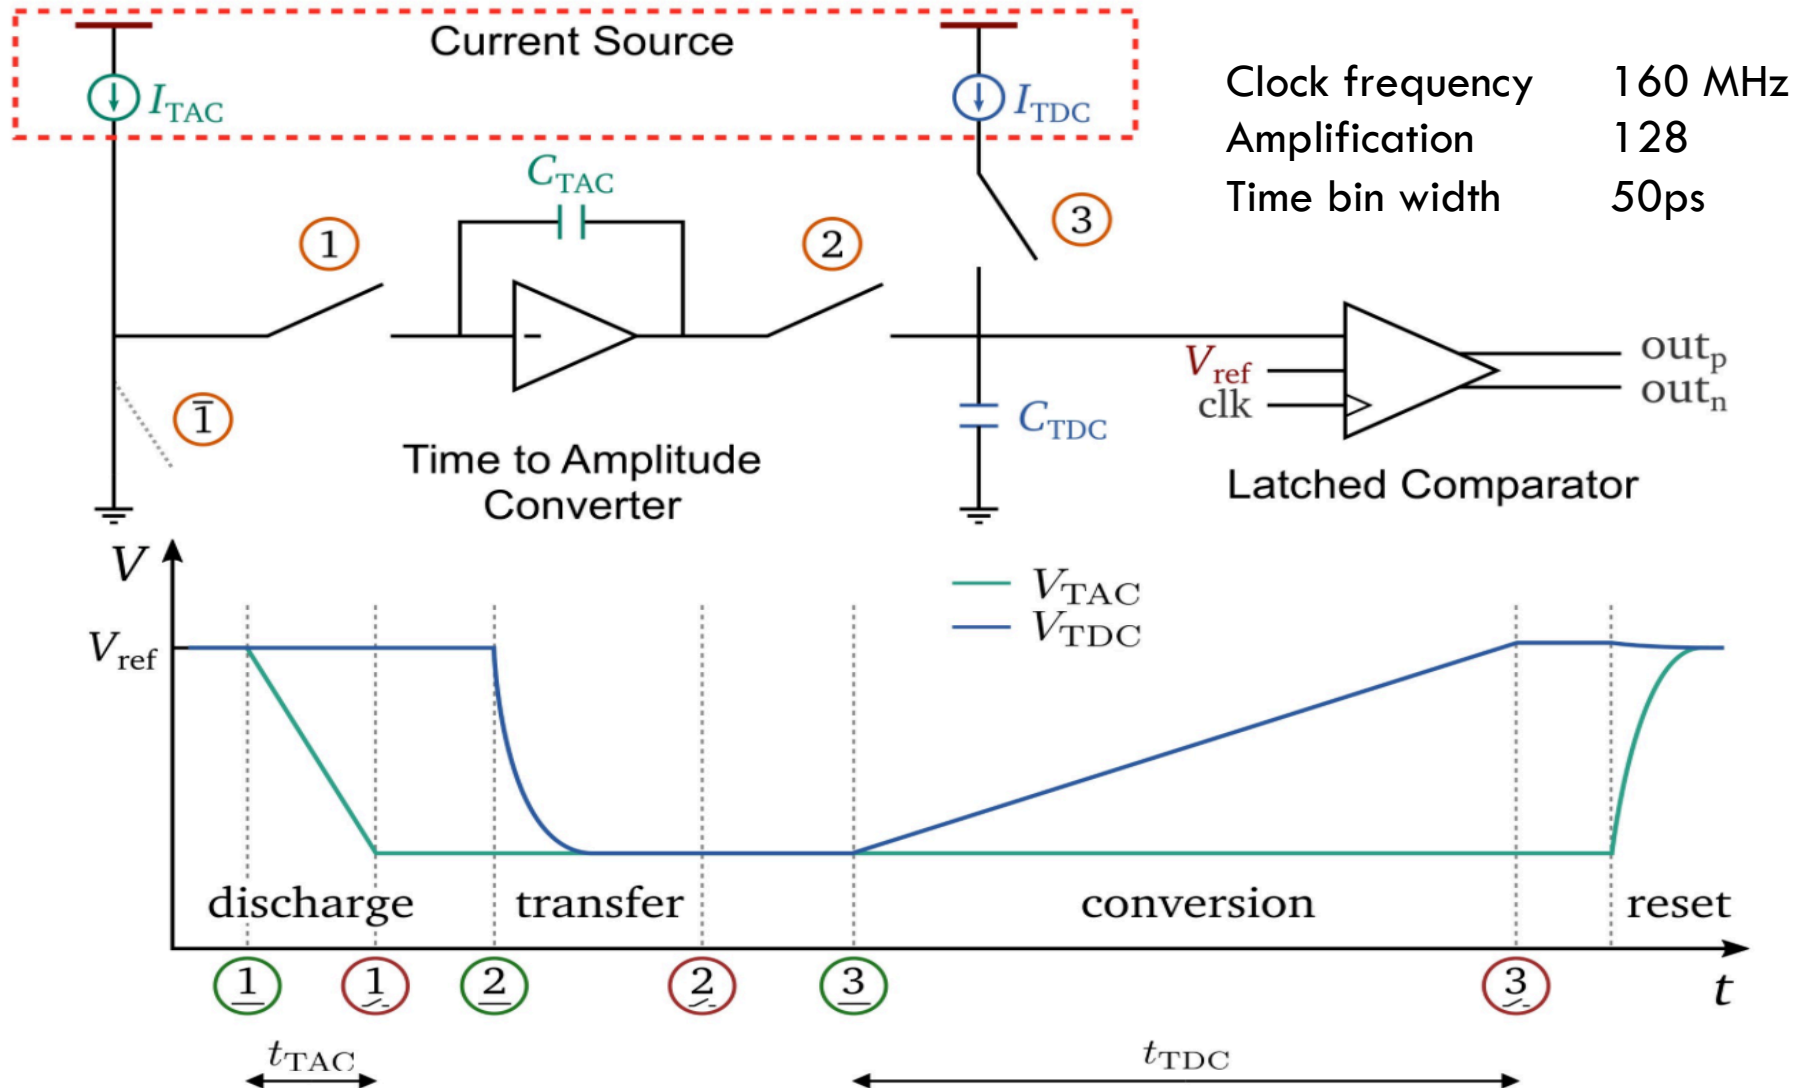 Current Source
I_TAC
I_TDC
Clock frequency 160 MHz
Amplification 128
Time bin width 50ps
C_TAC
1
2
3
1̄
V_ref
clk
out_p
out_n
C_TDC
Time to Amplitude
Converter
Latched Comparator
V
V_TAC
V_TDC
V_ref
discharge
transfer
conversion
reset
1
1
2
2
3
3
t
t_TAC
t_TDC